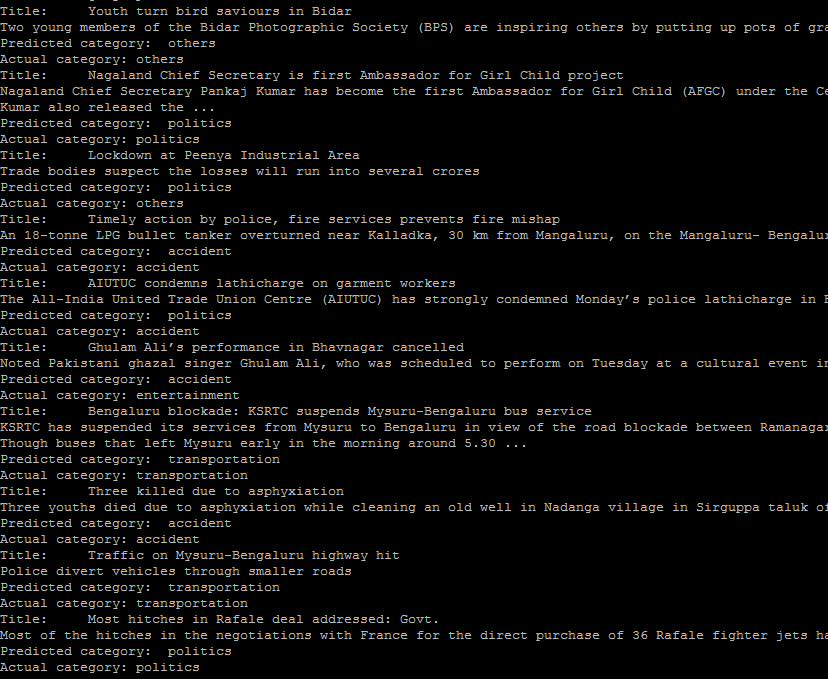 Title: Youth turn bird saviours in Bidar
Two young members of the Bidar Photographic Society (BPS) are inspiring others by putting up pots of gra
Predicted category: others
Actual category: others
Title: Nagaland Chief Secretary is first Ambassador for Girl Child project
Nagaland Chief Secretary Pankaj Kumar has become the first Ambassador for Girl Child (AFGC) under the Ce
Kumar also released the ...
Predicted category: politics
Actual category: politics
Title: Lockdown at Peenya Industrial Area
Trade bodies suspect the losses will run into several crores
Predicted category: politics
Actual category: others
Title: Timely action by police, fire services prevents fire mishap
An 18-tonne LPG bullet tanker overturned near Kalladka, 30 km from Mangaluru, on the Mangaluru- Bengalur
Predicted category: accident
Actual category: accident
Title: AIUTUC condemns lathicharge on garment workers
The All-India United Trade Union Centre (AIUTUC) has strongly condemned Monday’s police lathicharge in B
Predicted category: politics
Actual category: accident
Title: Ghulam Ali’s performance in Bhavnagar cancelled
Noted Pakistani ghazal singer Ghulam Ali, who was scheduled to perform on Tuesday at a cultural event in
Predicted category: accident
Actual category: entertainment
Title: Bengaluru blockade: KSRTC suspends Mysuru-Bengaluru bus service
KSRTC has suspended its services from Mysuru to Bengaluru in view of the road blockade between Ramanagar
Though buses that left Mysuru early in the morning around 5.30 ...
Predicted category: transportation
Actual category: transportation
Title: Three killed due to asphyxiation
Three youths died due to asphyxiation while cleaning an old well in Nadanga village in Sirguppa taluk of
Predicted category: accident
Actual category: accident
Title: Traffic on Mysuru-Bengaluru highway hit
Police divert vehicles through smaller roads
Predicted category: transportation
Actual category: transportation
Title: Most hitches in Rafale deal addressed: Govt.
Most of the hitches in the negotiations with France for the direct purchase of 36 Rafale fighter jets ha
Predicted category: politics
Actual category: politics